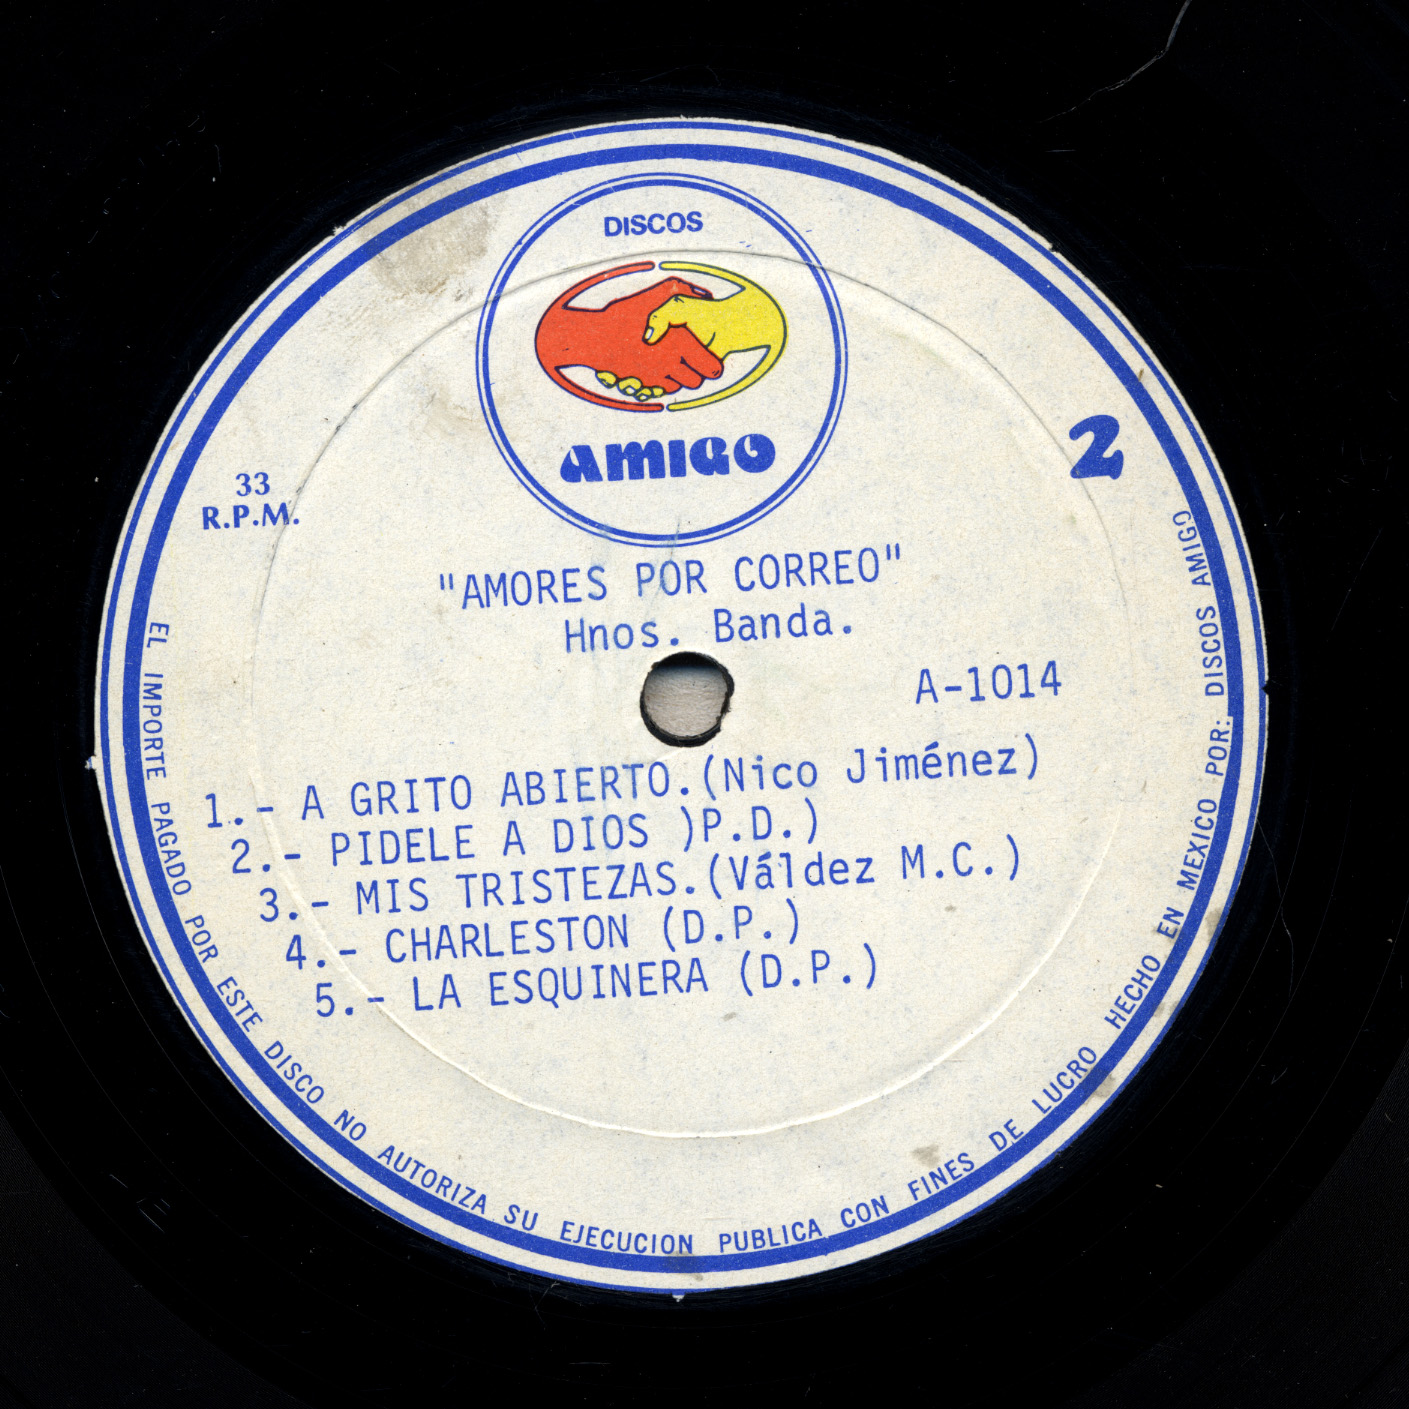 DISCOS
AMIGO
33
R.P.M.
2
"AMORES POR CORREO"
Hnos. Banda.
A-1014
1.- A GRITO ABIERTO.(Nico Jiménez)
2.- PIDELE A DIOS )P.D.)
3.- MIS TRISTEZAS.(Váldez M.C.)
4.- CHARLESTON (D.P.)
5.- LA ESQUINERA (D.P.)
EL IMPORTE PAGADO POR ESTE DISCO NO AUTORIZA SU EJECUCION PUBLICA CON FINES DE LUCRO HECHO EN MEXICO POR: DISCOS AMIGO